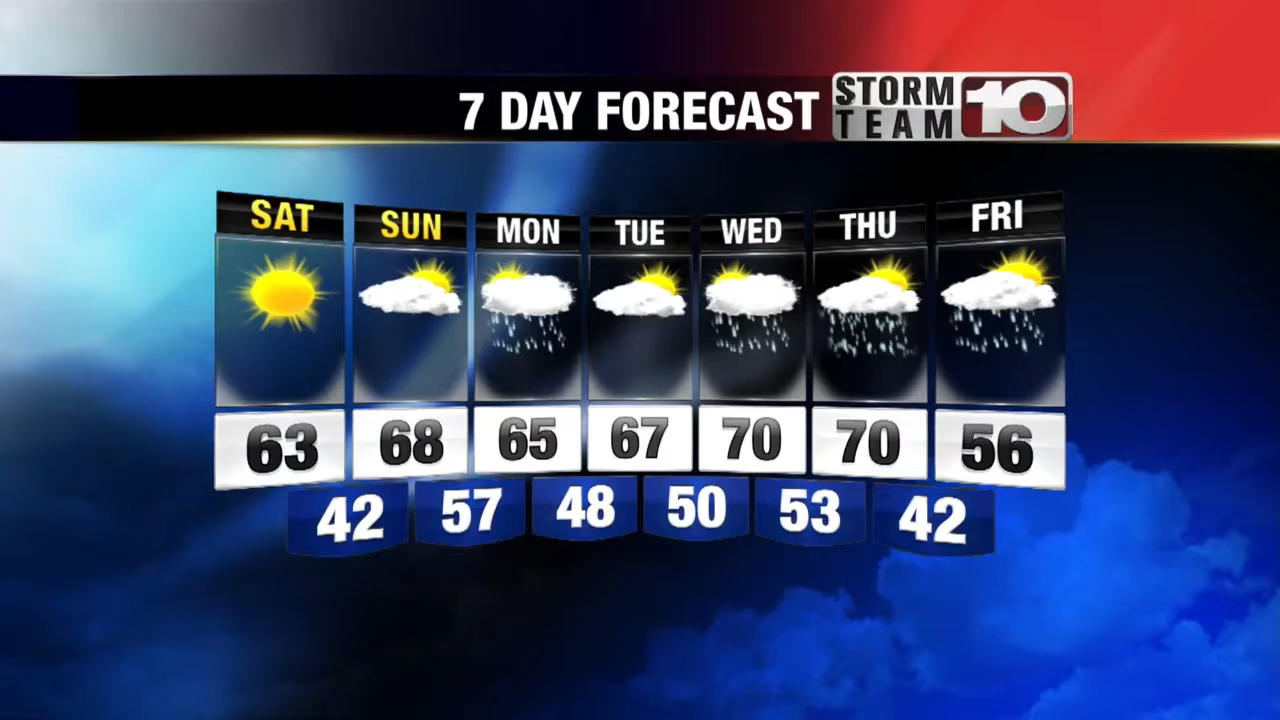 7 DAY FORECAST
STORM TEAM 10
SAT SUN MON TUE WED THU FRI
63 68 65 67 70 70 56
42 57 48 50 53 42